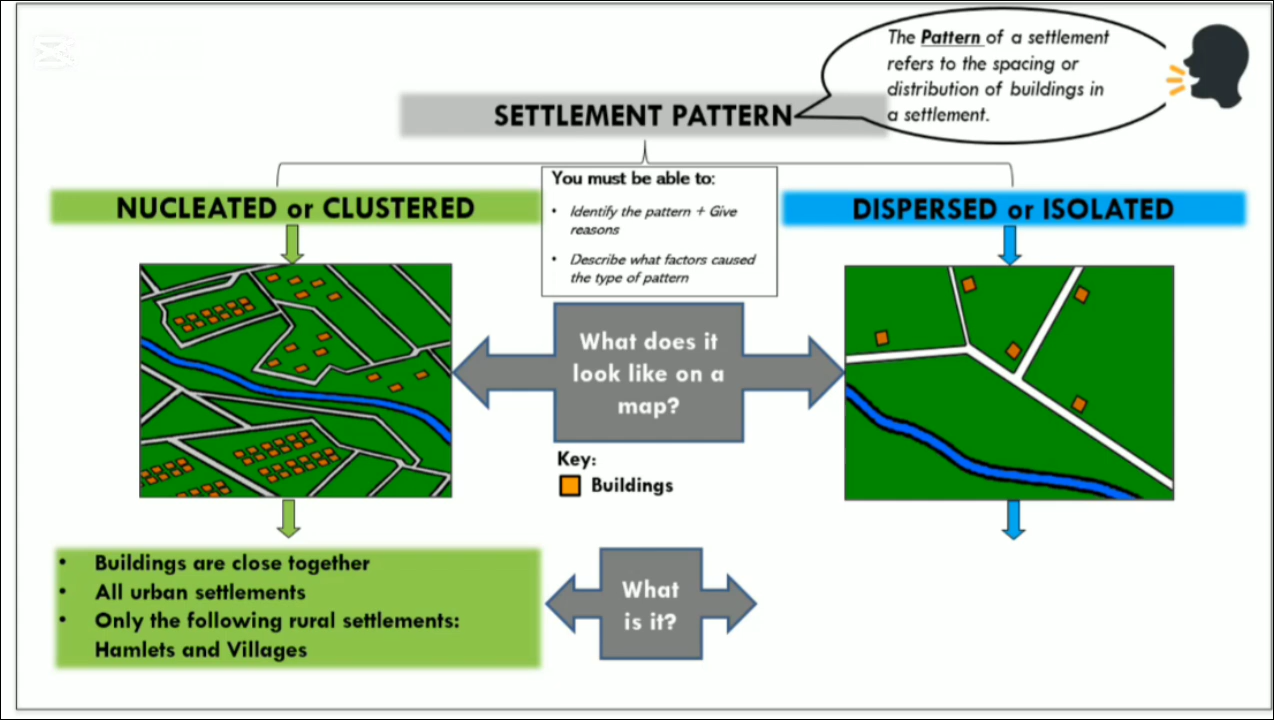 The Pattern of a settlement
refers to the spacing or
distribution of buildings in
a settlement.
SETTLEMENT PATTERN
NUCLEATED or CLUSTERED
You must be able to:
• Identify the pattern + Give
reasons
• Describe what factors caused
the type of pattern
DISPERSED or ISOLATED
What does it
look like on a
map?
Key:
Buildings
• Buildings are close together
• All urban settlements
• Only the following rural settlements:
Hamlets and Villages
What
is it?